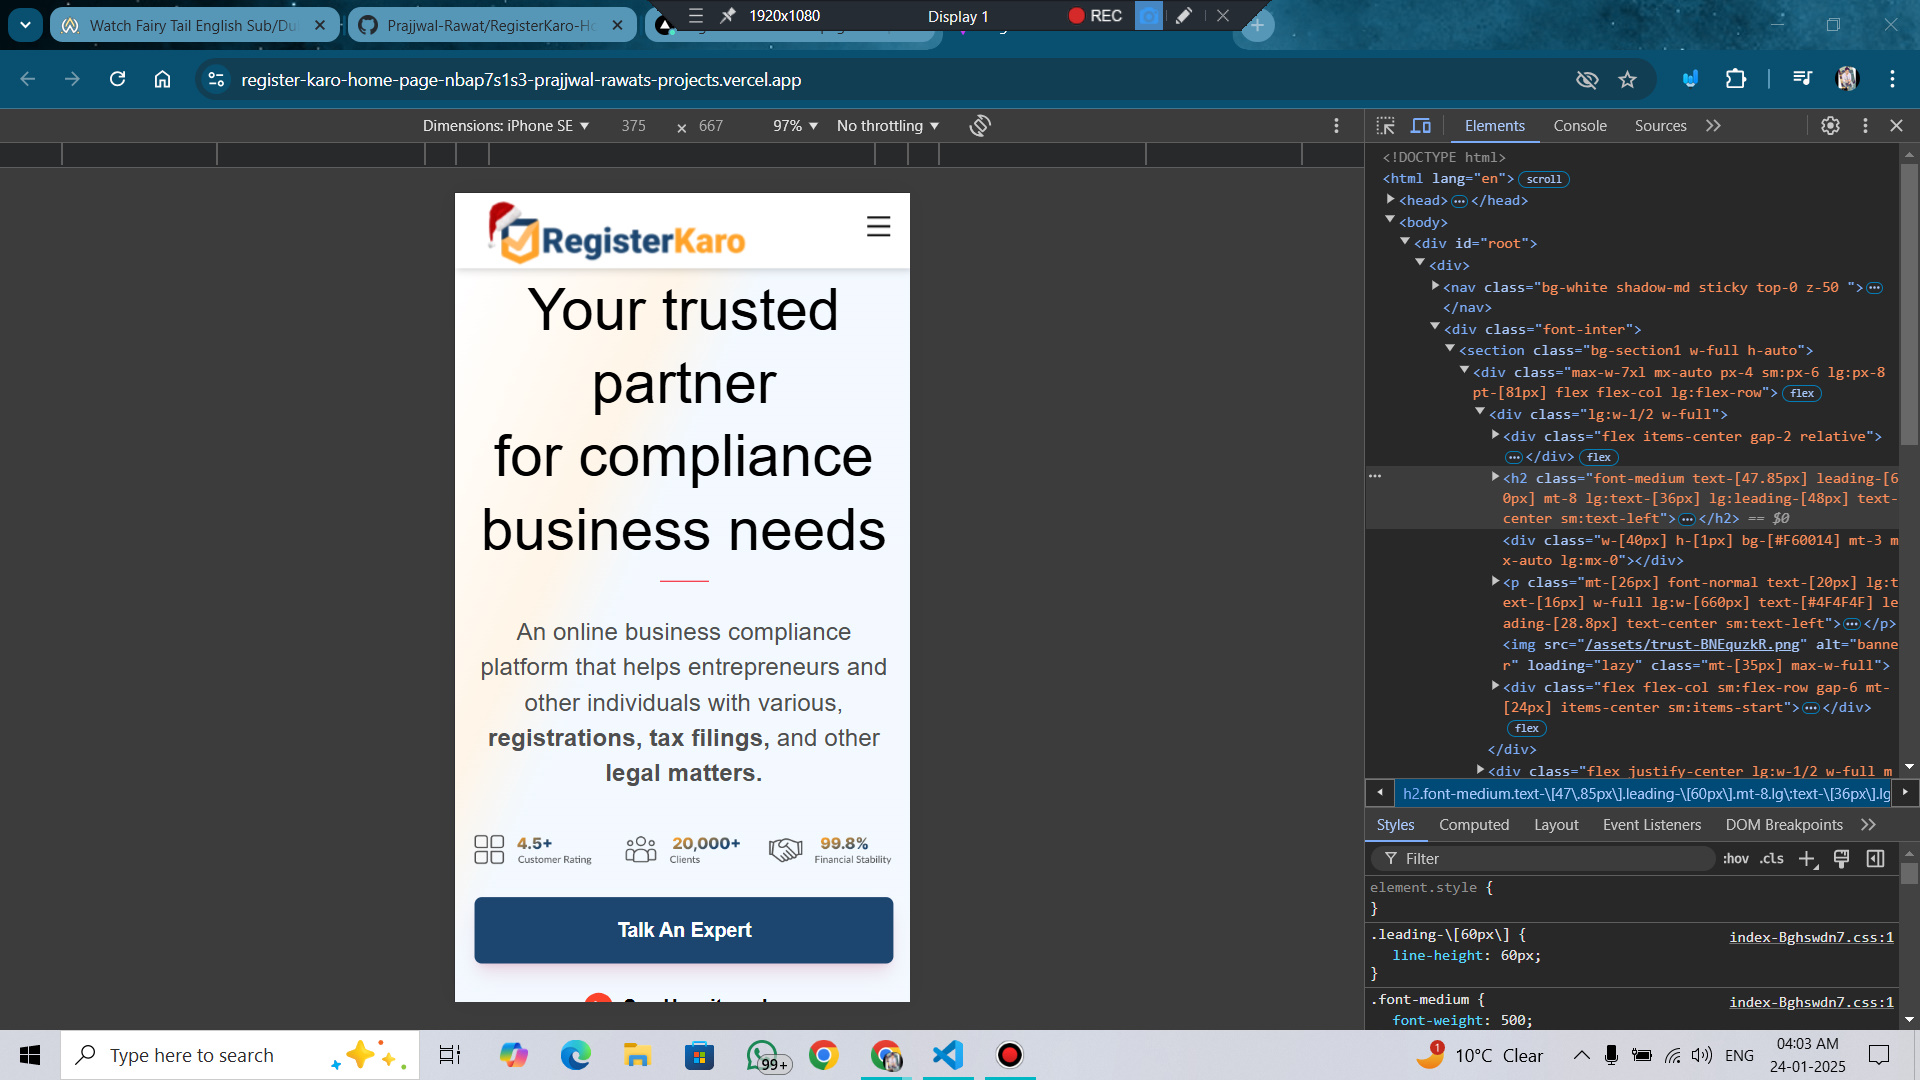 Watch Fairy Tail English Sub/Du
Prajjwal-Rawat/RegisterKaro-Ho
1920x1080
Display 1
REC
register-karo-home-page-nbap7s1s3-prajjwal-rawats-projects.vercel.app
Dimensions: iPhone SE
375
×
667
97%
No throttling
Elements
Console
Sources
RegisterKaro
Your trusted
partner
for compliance
business needs
An online business compliance
platform that helps entrepreneurs and
other individuals with various,
registrations, tax filings, and other
legal matters.
4.5+
Customer Rating
20,000+
Clients
99.8%
Financial Stability
Talk An Expert
<!DOCTYPE html>
<html lang="en"> scroll
<head> ••• </head>
<body>
<div id="root">
<div>
<nav class="bg-white shadow-md sticky top-0 z-50 "> •••
</nav>
<div class="font-inter">
<section class="bg-section1 w-full h-auto">
<div class="max-w-7xl mx-auto px-4 sm:px-6 lg:px-8
pt-[81px] flex flex-col lg:flex-row"> flex
<div class="lg:w-1/2 w-full">
<div class="flex items-center gap-2 relative">
••• </div> flex
<h2 class="font-medium text-[47.85px] leading-[6
0px] mt-8 lg:text-[36px] lg:leading-[48px] text-
center sm:text-left"> ••• </h2> == $0
<div class="w-[40px] h-[1px] bg-[#F60014] mt-3 m
x-auto lg:mx-0"></div>
<p class="mt-[26px] font-normal text-[20px] lg:t
ext-[16px] w-full lg:w-[660px] text-[#4F4F4F] le
ading-[28.8px] text-center sm:text-left"> ••• </p>
<img src="/assets/trust-BNEquzkR.png" alt="banne
r" loading="lazy" class="mt-[35px] max-w-full">
<div class="flex flex-col sm:flex-row gap-6 mt-
[24px] items-center sm:items-start"> ••• </div>
flex
</div>
<div class="flex justify-center lg:w-1/2 w-full m
h2.font-medium.text-\[47\.85px\].leading-\[60px\].mt-8.lg\:text-\[36px\].lg
Styles
Computed
Layout
Event Listeners
DOM Breakpoints
Filter
:hov
.cls
element.style {
}
.leading-\[60px\] {
index-Bghswdn7.css:1
line-height: 60px;
}
.font-medium {
index-Bghswdn7.css:1
font-weight: 500;
Type here to search
99+
1
10°C Clear
ENG
04:03 AM
24-01-2025